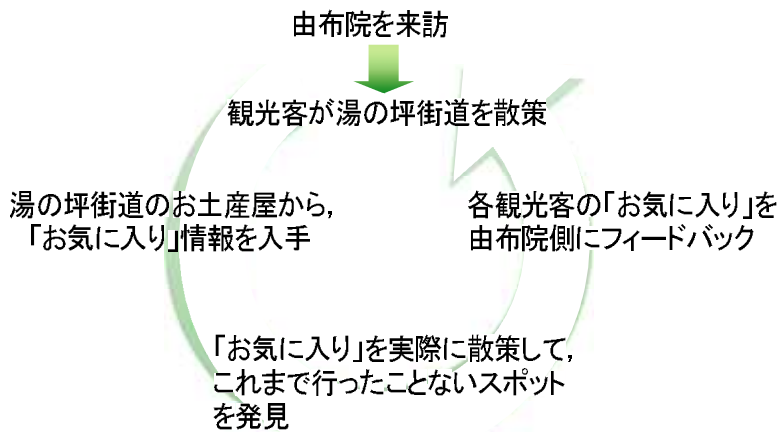 由布院を来訪
観光客が湯の坪街道を散策
湯の坪街道のお土産屋から，
「お気に入り」情報を入手
各観光客の「お気に入り」を
由布院側にフィードバック
「お気に入り」を実際に散策して，
これまで行ったことないスポット
を発見